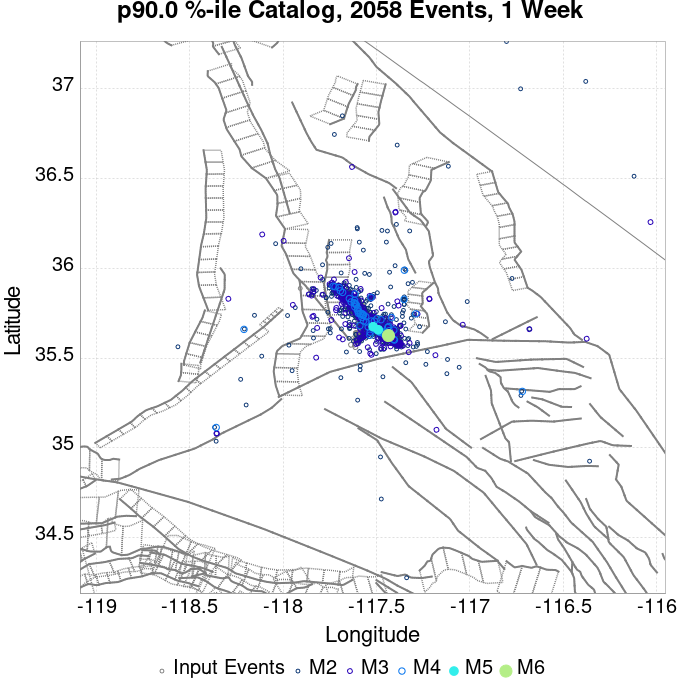 p90.0 %-ile Catalog, 2058 Events, 1 Week
37
36.5
36
35.5
35
34.5
Latitude
-119 -118.5 -118 -117.5 -117 -116.5 -116
Longitude
Input Events M2 M3 M4 M5 M6